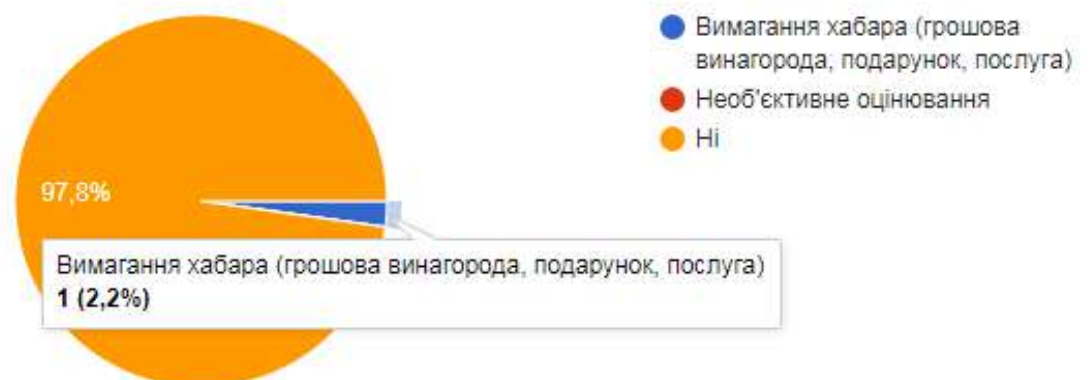 Вимагання хабара (грошова
винагорода, подарунок, послуга)
Необ'єктивне оцінювання
Ні
97,8%
Вимагання хабара (грошова винагорода, подарунок, послуга)
1 (2,2%)